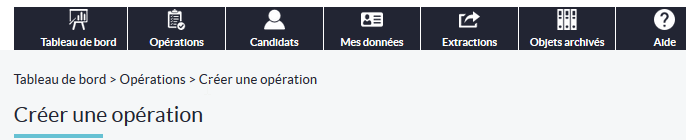 Tableau de bord Opérations Candidats Mes données Extractions Objets archivés Aide
Tableau de bord > Opérations > Créer une opération
Créer une opération